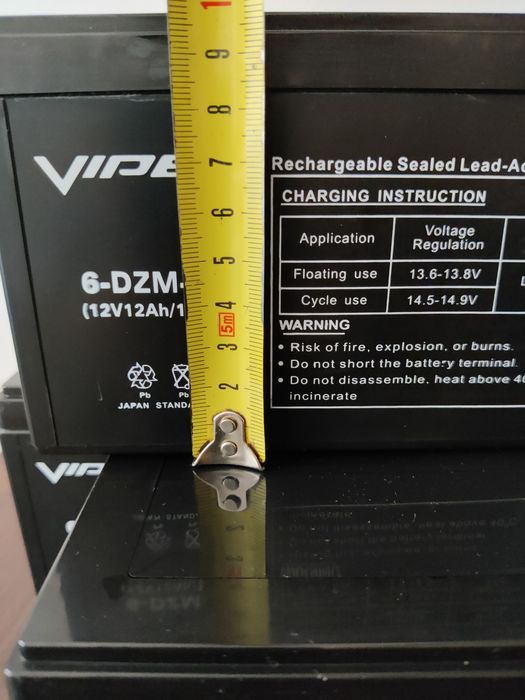 9
8
7
6
5
4
5m
3
2
VIPE
6-DZM-
(12V12Ah/1
Pb Pb
JAPAN STANDA
Rechargeable Sealed Lead-Ac
CHARGING INSTRUCTION
Application Voltage Regulation
Floating use 13.6-13.8V
Cycle use 14.5-14.9V
WARNING
• Risk of fire, explosion, or burns.
• Do not short the battery terminal.
• Do not disassemble, heat above 40
incinerate
VIPE